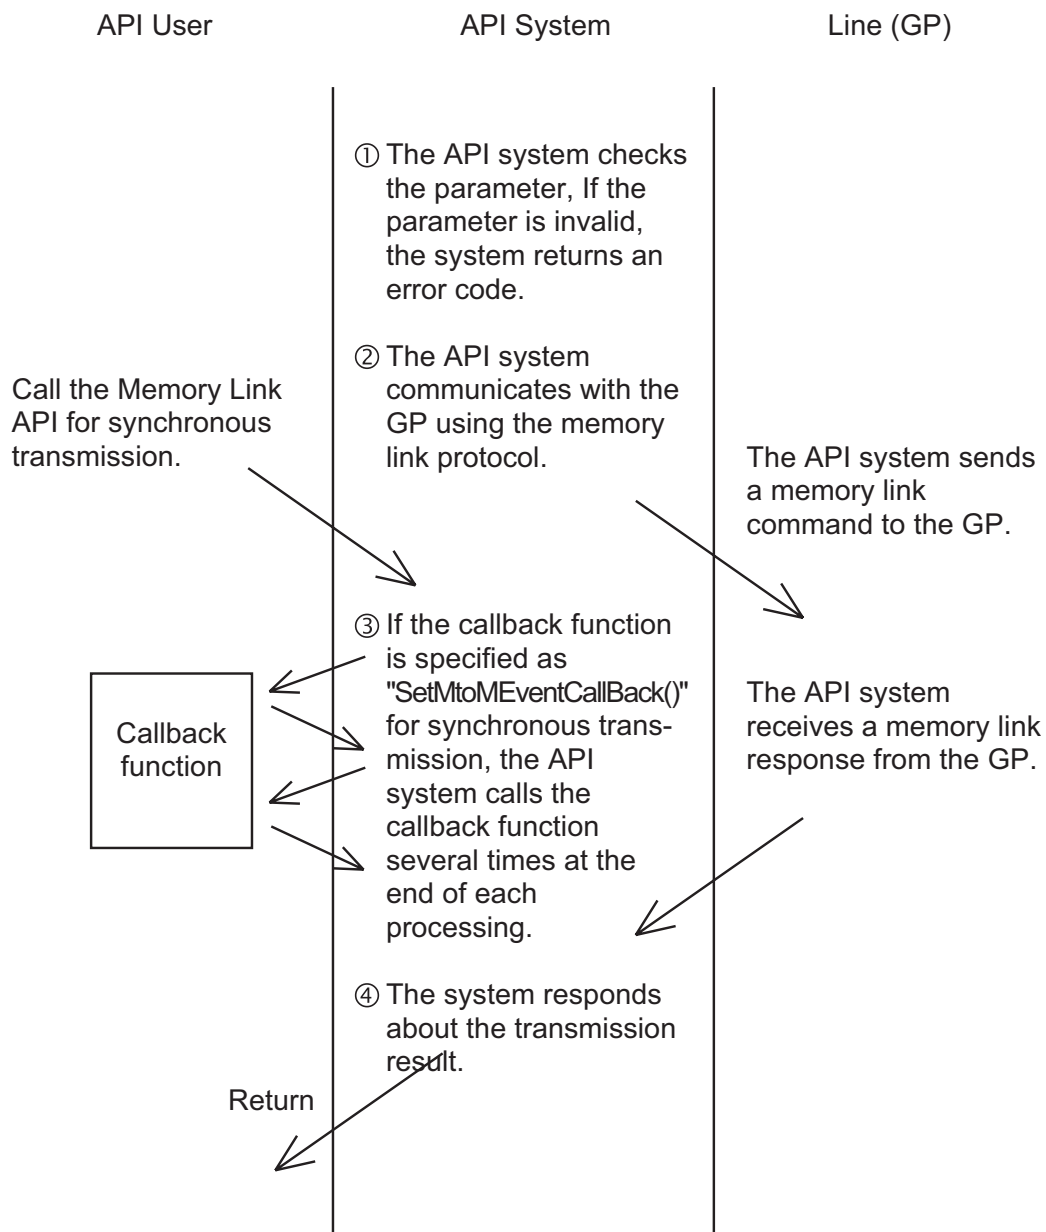 API User
API System
Line (GP)
① The API system checks
the parameter, If the
parameter is invalid,
the system returns an
error code.
② The API system
communicates with the
GP using the memory
link protocol.
Call the Memory Link
API for synchronous
transmission.
The API system sends
a memory link
command to the GP.
③ If the callback function
is specified as
"SetMtoMEventCallBack()"
for synchronous trans-
mission, the API
system calls the
callback function
several times at the
end of each
processing.
Callback
function
The API system
receives a memory link
response from the GP.
④ The system responds
about the transmission
result.
Return